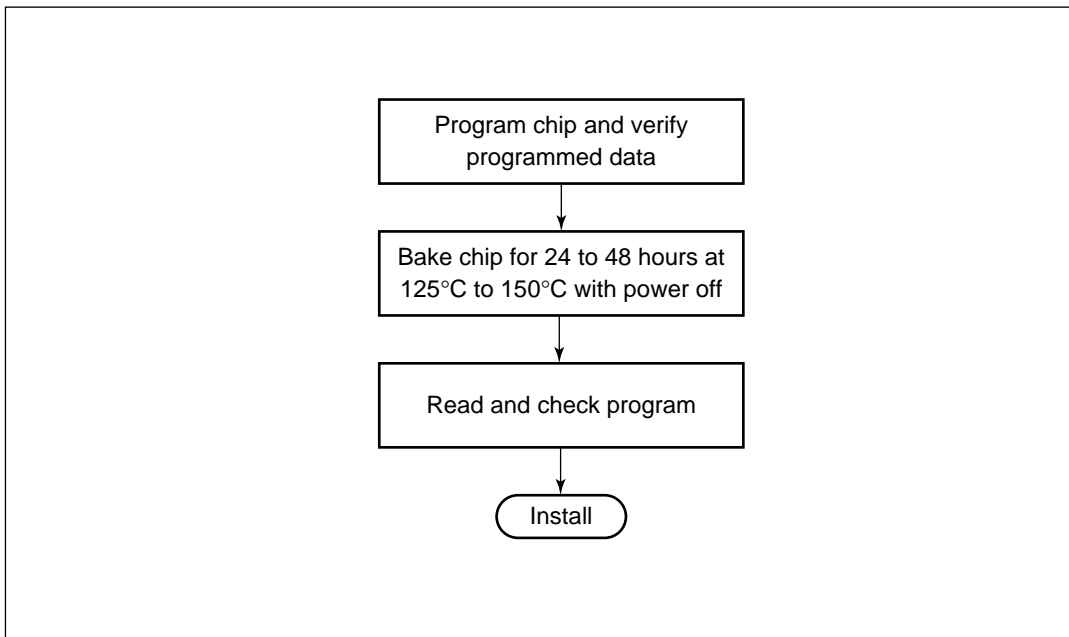 Program chip and verify
programmed data
Bake chip for 24 to 48 hours at
125°C to 150°C with power off
Read and check program
Install